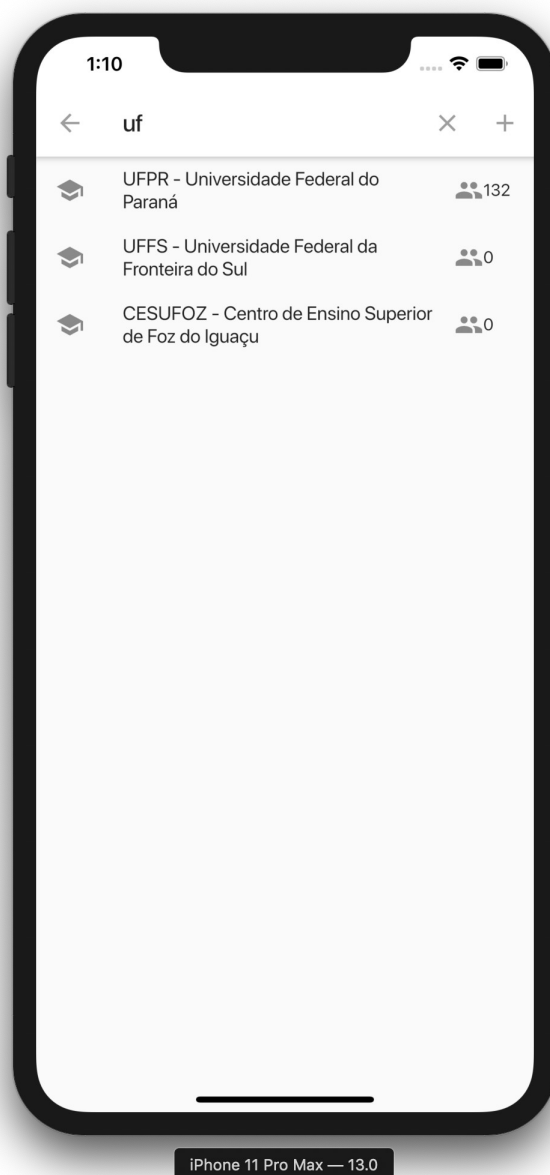 1:10
uf
UFPR - Universidade Federal do
Paraná
132
UFFS - Universidade Federal da
Fronteira do Sul
0
CESUFOZ - Centro de Ensino Superior
de Foz do Iguaçu
0
iPhone 11 Pro Max — 13.0